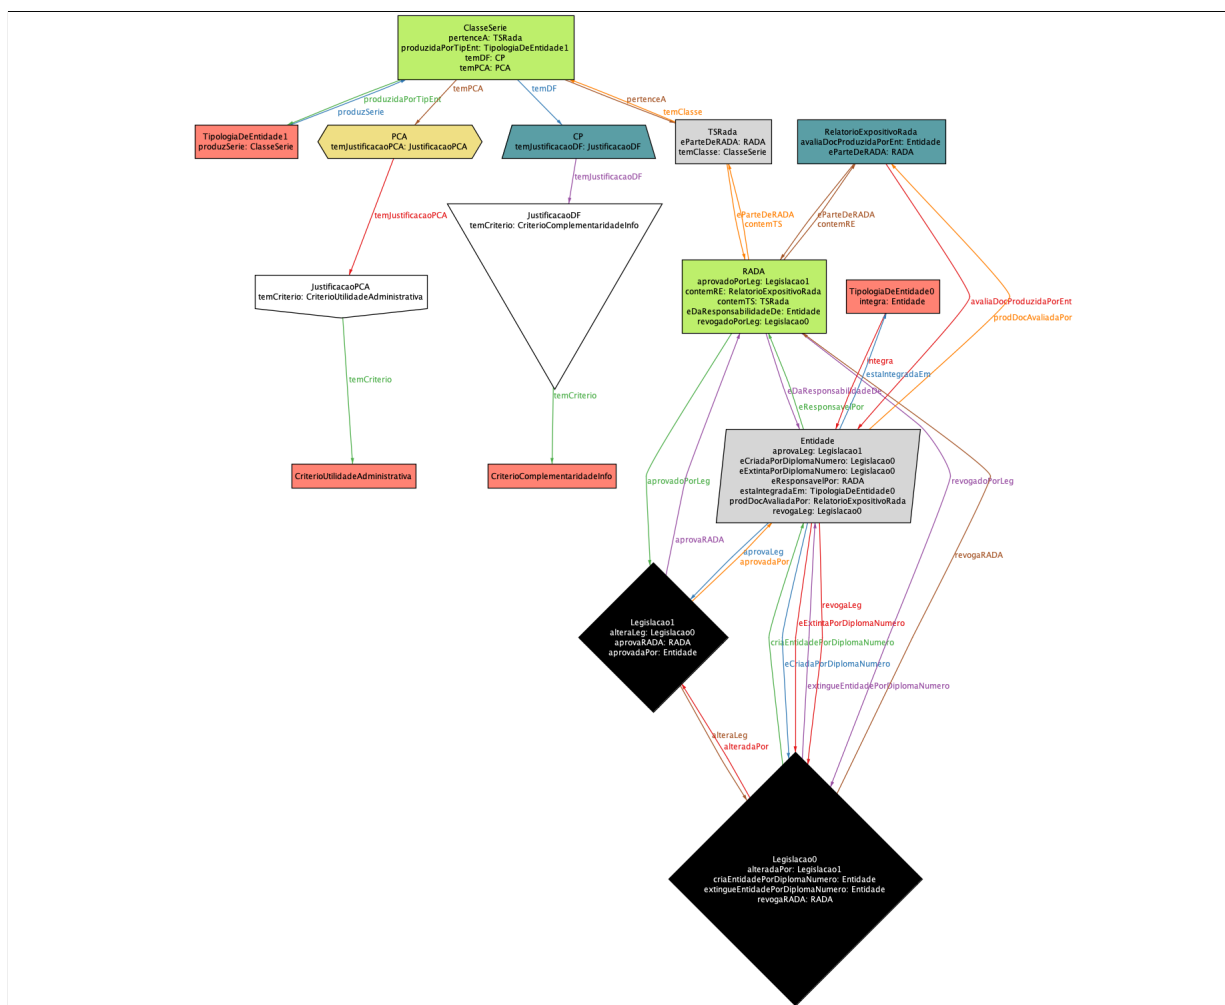 ClasseSerie
pertenceA: TSRada
produzidaPorTipEnt: TipologiaDeEntidade1
temDF: CP
temPCA: PCA
produzidaPorTipEnt
produzSerie
temPCA
temDF
pertenceA
temClasse
TipologiaDeEntidade1
produzSerie: ClasseSerie
PCA
temJustificacaoPCA: JustificacaoPCA
CP
temJustificacaoDF: JustificacaoDF
TSRada
eParteDeRADA: RADA
temClasse: ClasseSerie
RelatorioExpositivoRada
avaliaDocProduzidaPorEnt: Entidade
eParteDeRADA: RADA
temJustificacaoPCA
temJustificacaoDF
JustificacaoDF
temCriterio: CriterioComplementaridadeInfo
eParteDeRADA
contemTS
eParteDeRADA
contemRE
JustificacaoPCA
temCriterio: CriterioUtilidadeAdministrativa
RADA
aprovadoPorLeg: Legislacao1
contemRE: RelatorioExpositivoRada
contemTS: TSRada
eDaResponsabilidadeDe: Entidade
revogadoPorLeg: Legislacao0
TipologiaDeEntidade0
integra: Entidade
avaliaDocProduzidaPorEnt
prodDocAvaliadaPor
integra
estaIntegradaEm
temCriterio
temCriterio
eDaResponsabilidadeDe
eResponsavelPor
CriterioUtilidadeAdministrativa
CriterioComplementaridadeInfo
aprovadoPorLeg
Entidade
aprovaLeg: Legislacao1
eCriadaPorDiplomaNumero: Legislacao0
eExtintaPorDiplomaNumero: Legislacao0
eResponsavelPor: RADA
estaIntegradaEm: TipologiaDeEntidade0
prodDocAvaliadaPor: RelatorioExpositivoRada
revogaLeg: Legislacao0
revogadoPorLeg
aprovaRADA
aprovaLeg
aprovadaPor
revogaRADA
Legislacao1
alteraLeg: Legislacao0
aprovaRADA: RADA
aprovadaPor: Entidade
revogaLeg
eExtintaPorDiplomaNumero
criaEntidadePorDiplomaNumero
eCriadaPorDiplomaNumero
extingueEntidadePorDiplomaNumero
alteraLeg
alteradaPor
Legislacao0
alteradaPor: Legislacao1
criaEntidadePorDiplomaNumero: Entidade
extingueEntidadePorDiplomaNumero: Entidade
revogaRADA: RADA